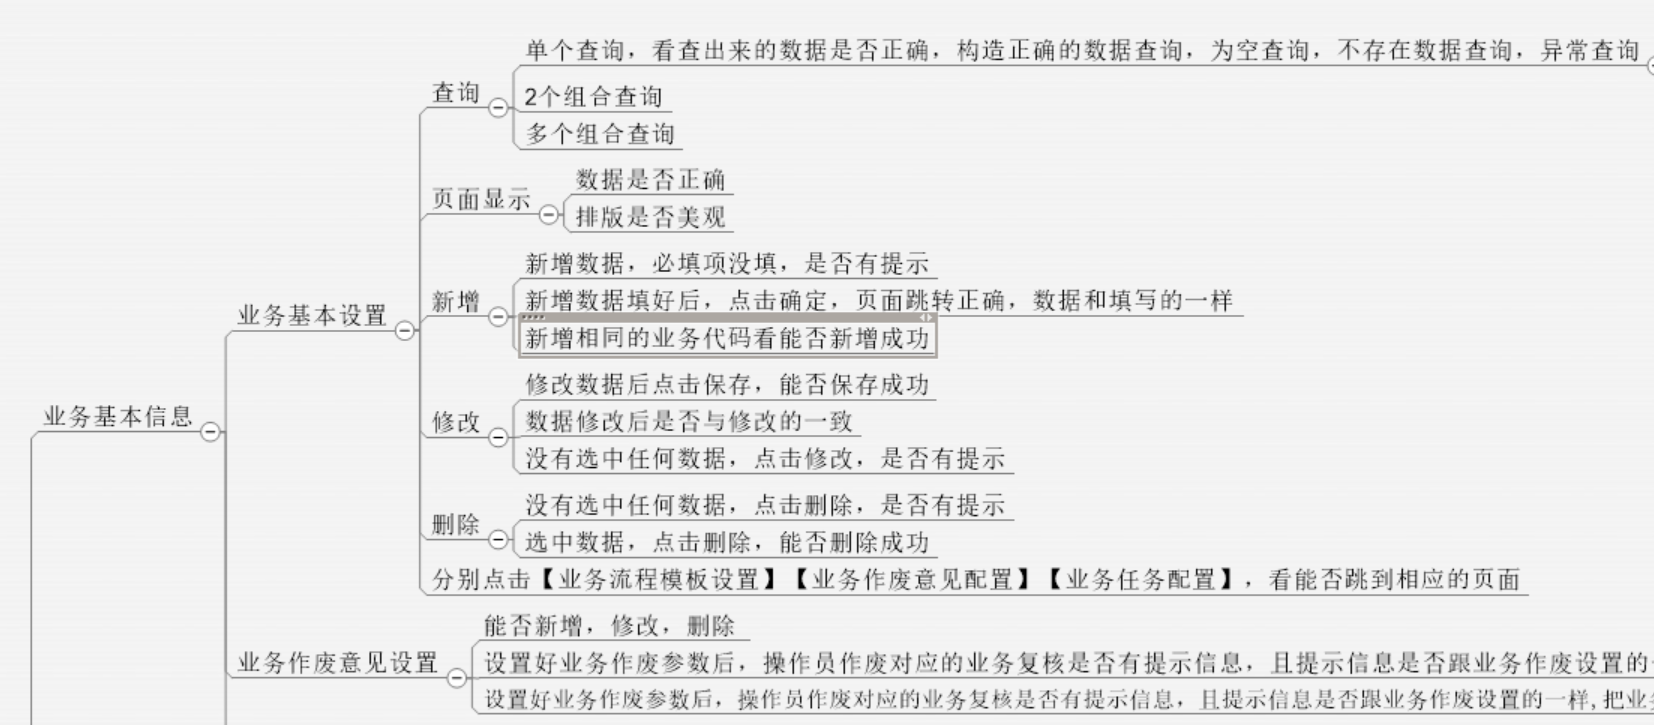 单个查询，看查出来的数据是否正确，构造正确的数据查询，为空查询，不存在数据查询，异常查询
查询
2个组合查询
多个组合查询
数据是否正确
页面显示
排版是否美观
新增数据，必填项没填，是否有提示
新增
新增数据填好后，点击确定，页面跳转正确，数据和填写的一样
业务基本设置
新增相同的业务代码看能否新增成功
修改数据后点击保存，能否保存成功
业务基本信息
修改
数据修改后是否与修改的一致
没有选中任何数据，点击修改，是否有提示
没有选中任何数据，点击删除，是否有提示
删除
选中数据，点击删除，能否删除成功
分别点击【业务流程模板设置】【业务作废意见配置】【业务任务配置】，看能否跳到相应的页面
能否新增，修改，删除
业务作废意见设置
设置好业务作废参数后，操作员作废对应的业务复核是否有提示信息，且提示信息是否跟业务作废设置的
设置好业务作废参数后，操作员作废对应的业务复核是否有提示信息，且提示信息是否跟业务作废设置的一样,把业